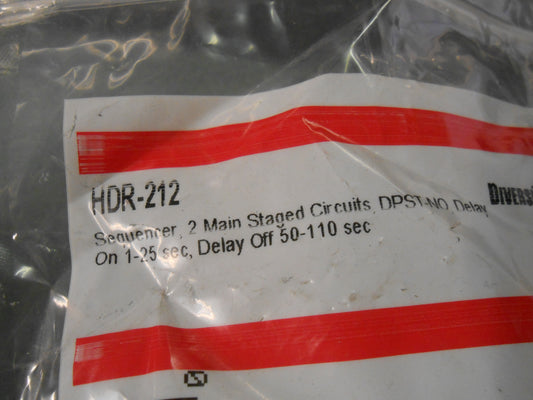 HDR-212
Sequencer, 2 Main Staged Circuits, DPST-NO, Delay
On 1-25 sec, Delay Off 50-110 sec